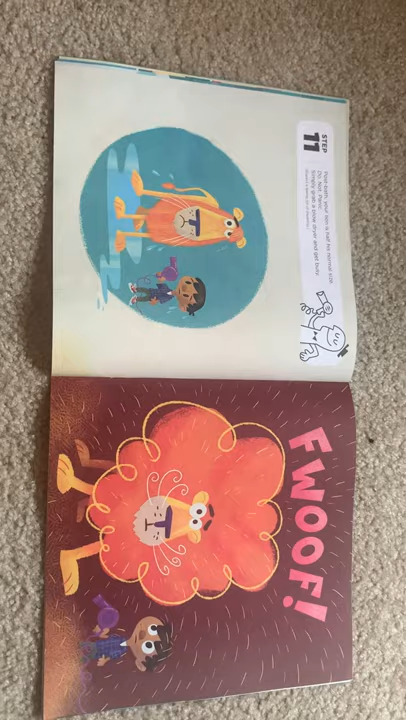 STEP
11
Post-bath, your lion is half his normal size.
Do. Not. Panic.
Simply grab a blow dryer and get busy.
FWOOF!